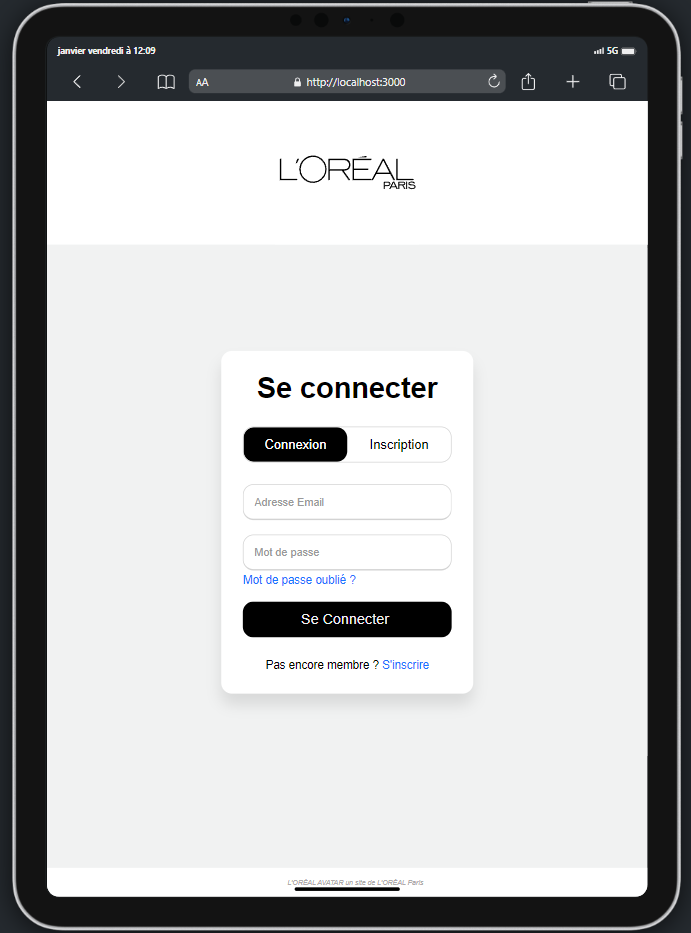 janvier vendredi à 12:09
5G
AA
http://localhost:3000
L'ORÉAL
PARIS
Se connecter
Connexion
Inscription
Adresse Email
Mot de passe
Mot de passe oublié ?
Se Connecter
Pas encore membre ? S'inscrire
L'ORÉAL AVATAR un site de L'ORÉAL Paris